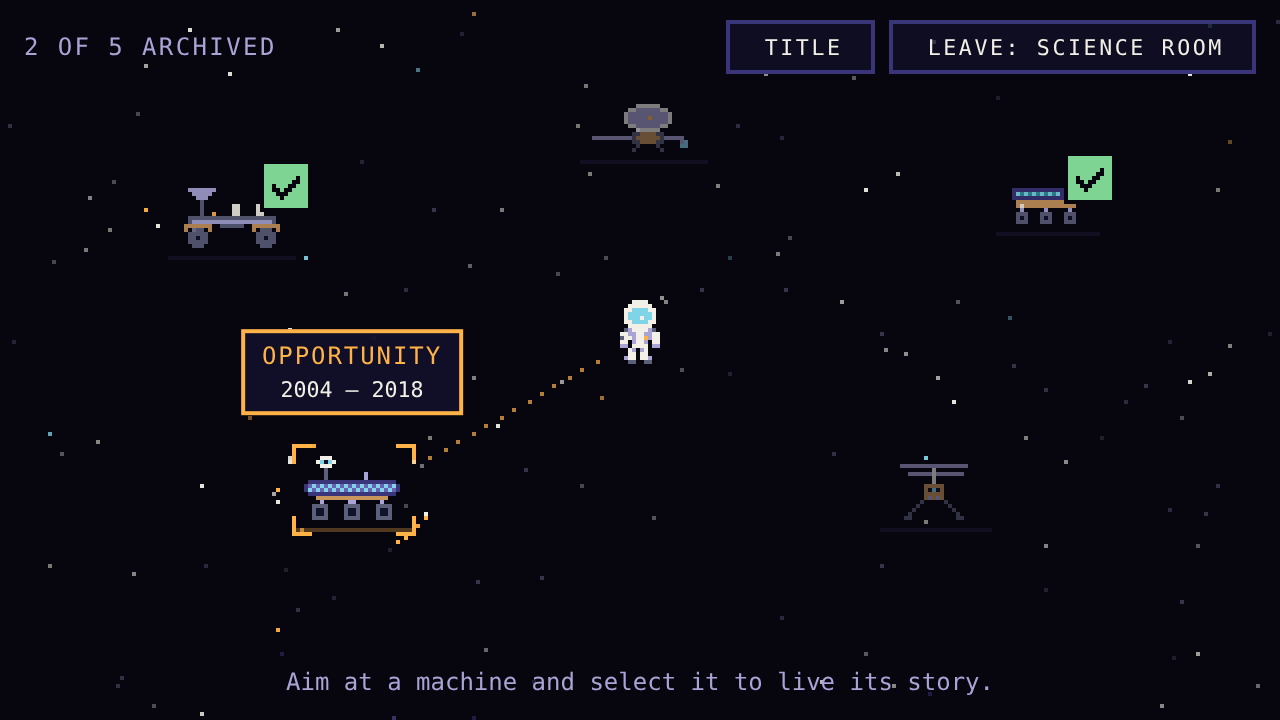 2 OF 5 ARCHIVED
TITLE
LEAVE: SCIENCE ROOM
OPPORTUNITY
2004 – 2018
Aim at a machine and select it to live its story.